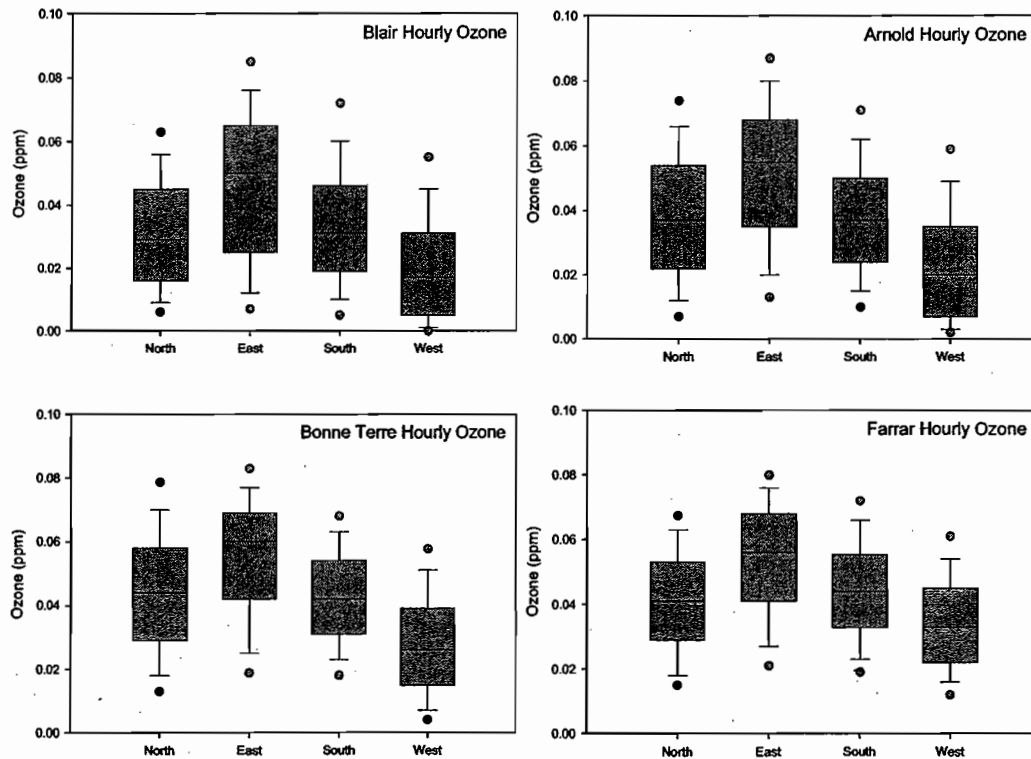 Blair Hourly Ozone
0.10
0.08
0.06
0.04
0.02
0.00
Ozone (ppm)
North East South West
Arnold Hourly Ozone
0.10
0.08
0.06
0.04
0.02
0.00
Ozone (ppm)
North East South West
Bonne Terre Hourly Ozone
0.10
0.08
0.06
0.04
0.02
0.00
Ozone (ppm)
North East South West
Farrar Hourly Ozone
0.10
0.08
0.06
0.04
0.02
0.00
Ozone (ppm)
North East South West